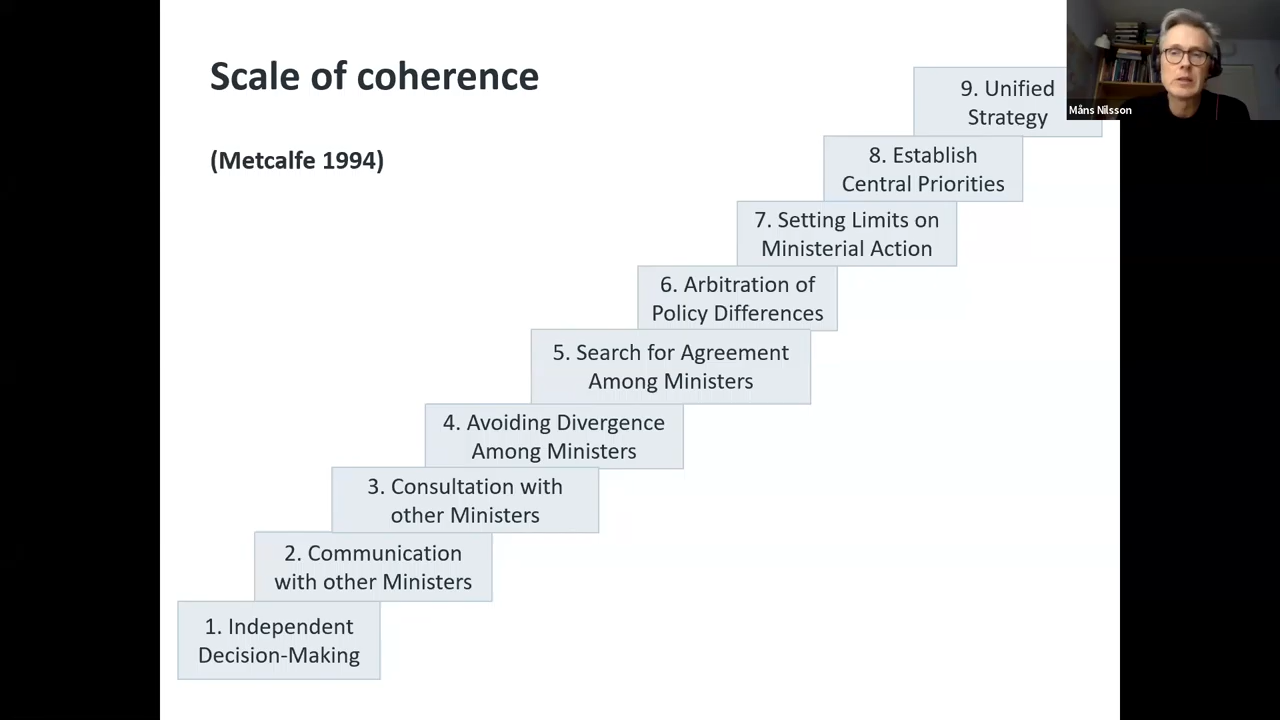 Scale of coherence
(Metcalfe 1994)
9. Unified
Strategy
Måns Nilsson
8. Establish
Central Priorities
7. Setting Limits on
Ministerial Action
6. Arbitration of
Policy Differences
5. Search for Agreement
Among Ministers
4. Avoiding Divergence
Among Ministers
3. Consultation with
other Ministers
2. Communication
with other Ministers
1. Independent
Decision-Making